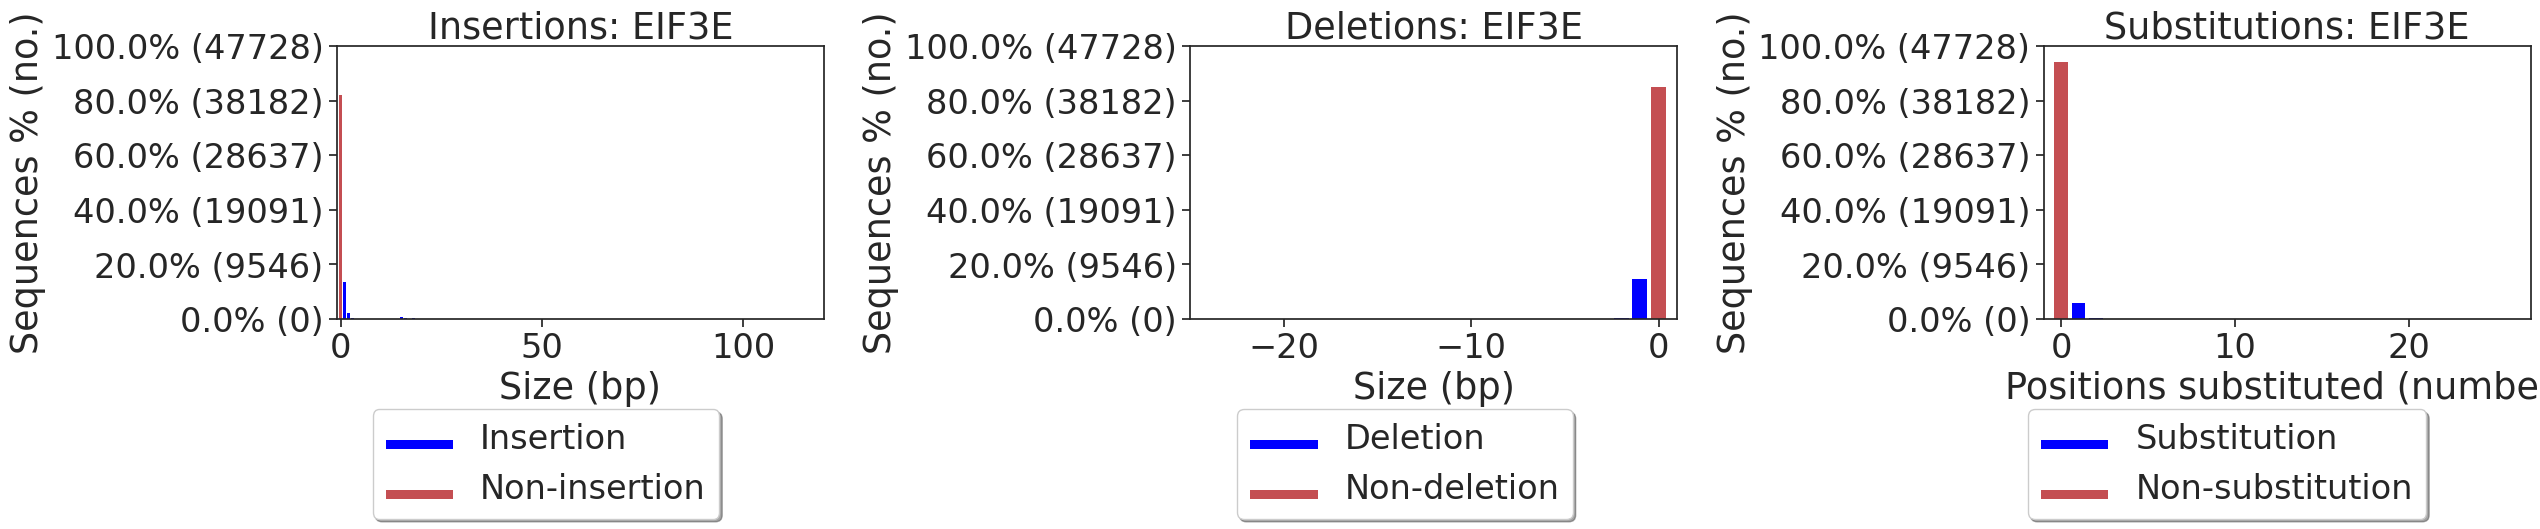 Insertions: EIF3E
Sequences % (no.)
100.0% (47728)
80.0% (38182)
60.0% (28637)
40.0% (19091)
20.0% (9546)
0.0% (0)
0 50 100
Size (bp)
Insertion
Non-insertion
Deletions: EIF3E
Sequences % (no.)
100.0% (47728)
80.0% (38182)
60.0% (28637)
40.0% (19091)
20.0% (9546)
0.0% (0)
−20 −10 0
Size (bp)
Deletion
Non-deletion
Substitutions: EIF3E
Sequences % (no.)
100.0% (47728)
80.0% (38182)
60.0% (28637)
40.0% (19091)
20.0% (9546)
0.0% (0)
0 10 20
Positions substituted (numbe
Substitution
Non-substitution